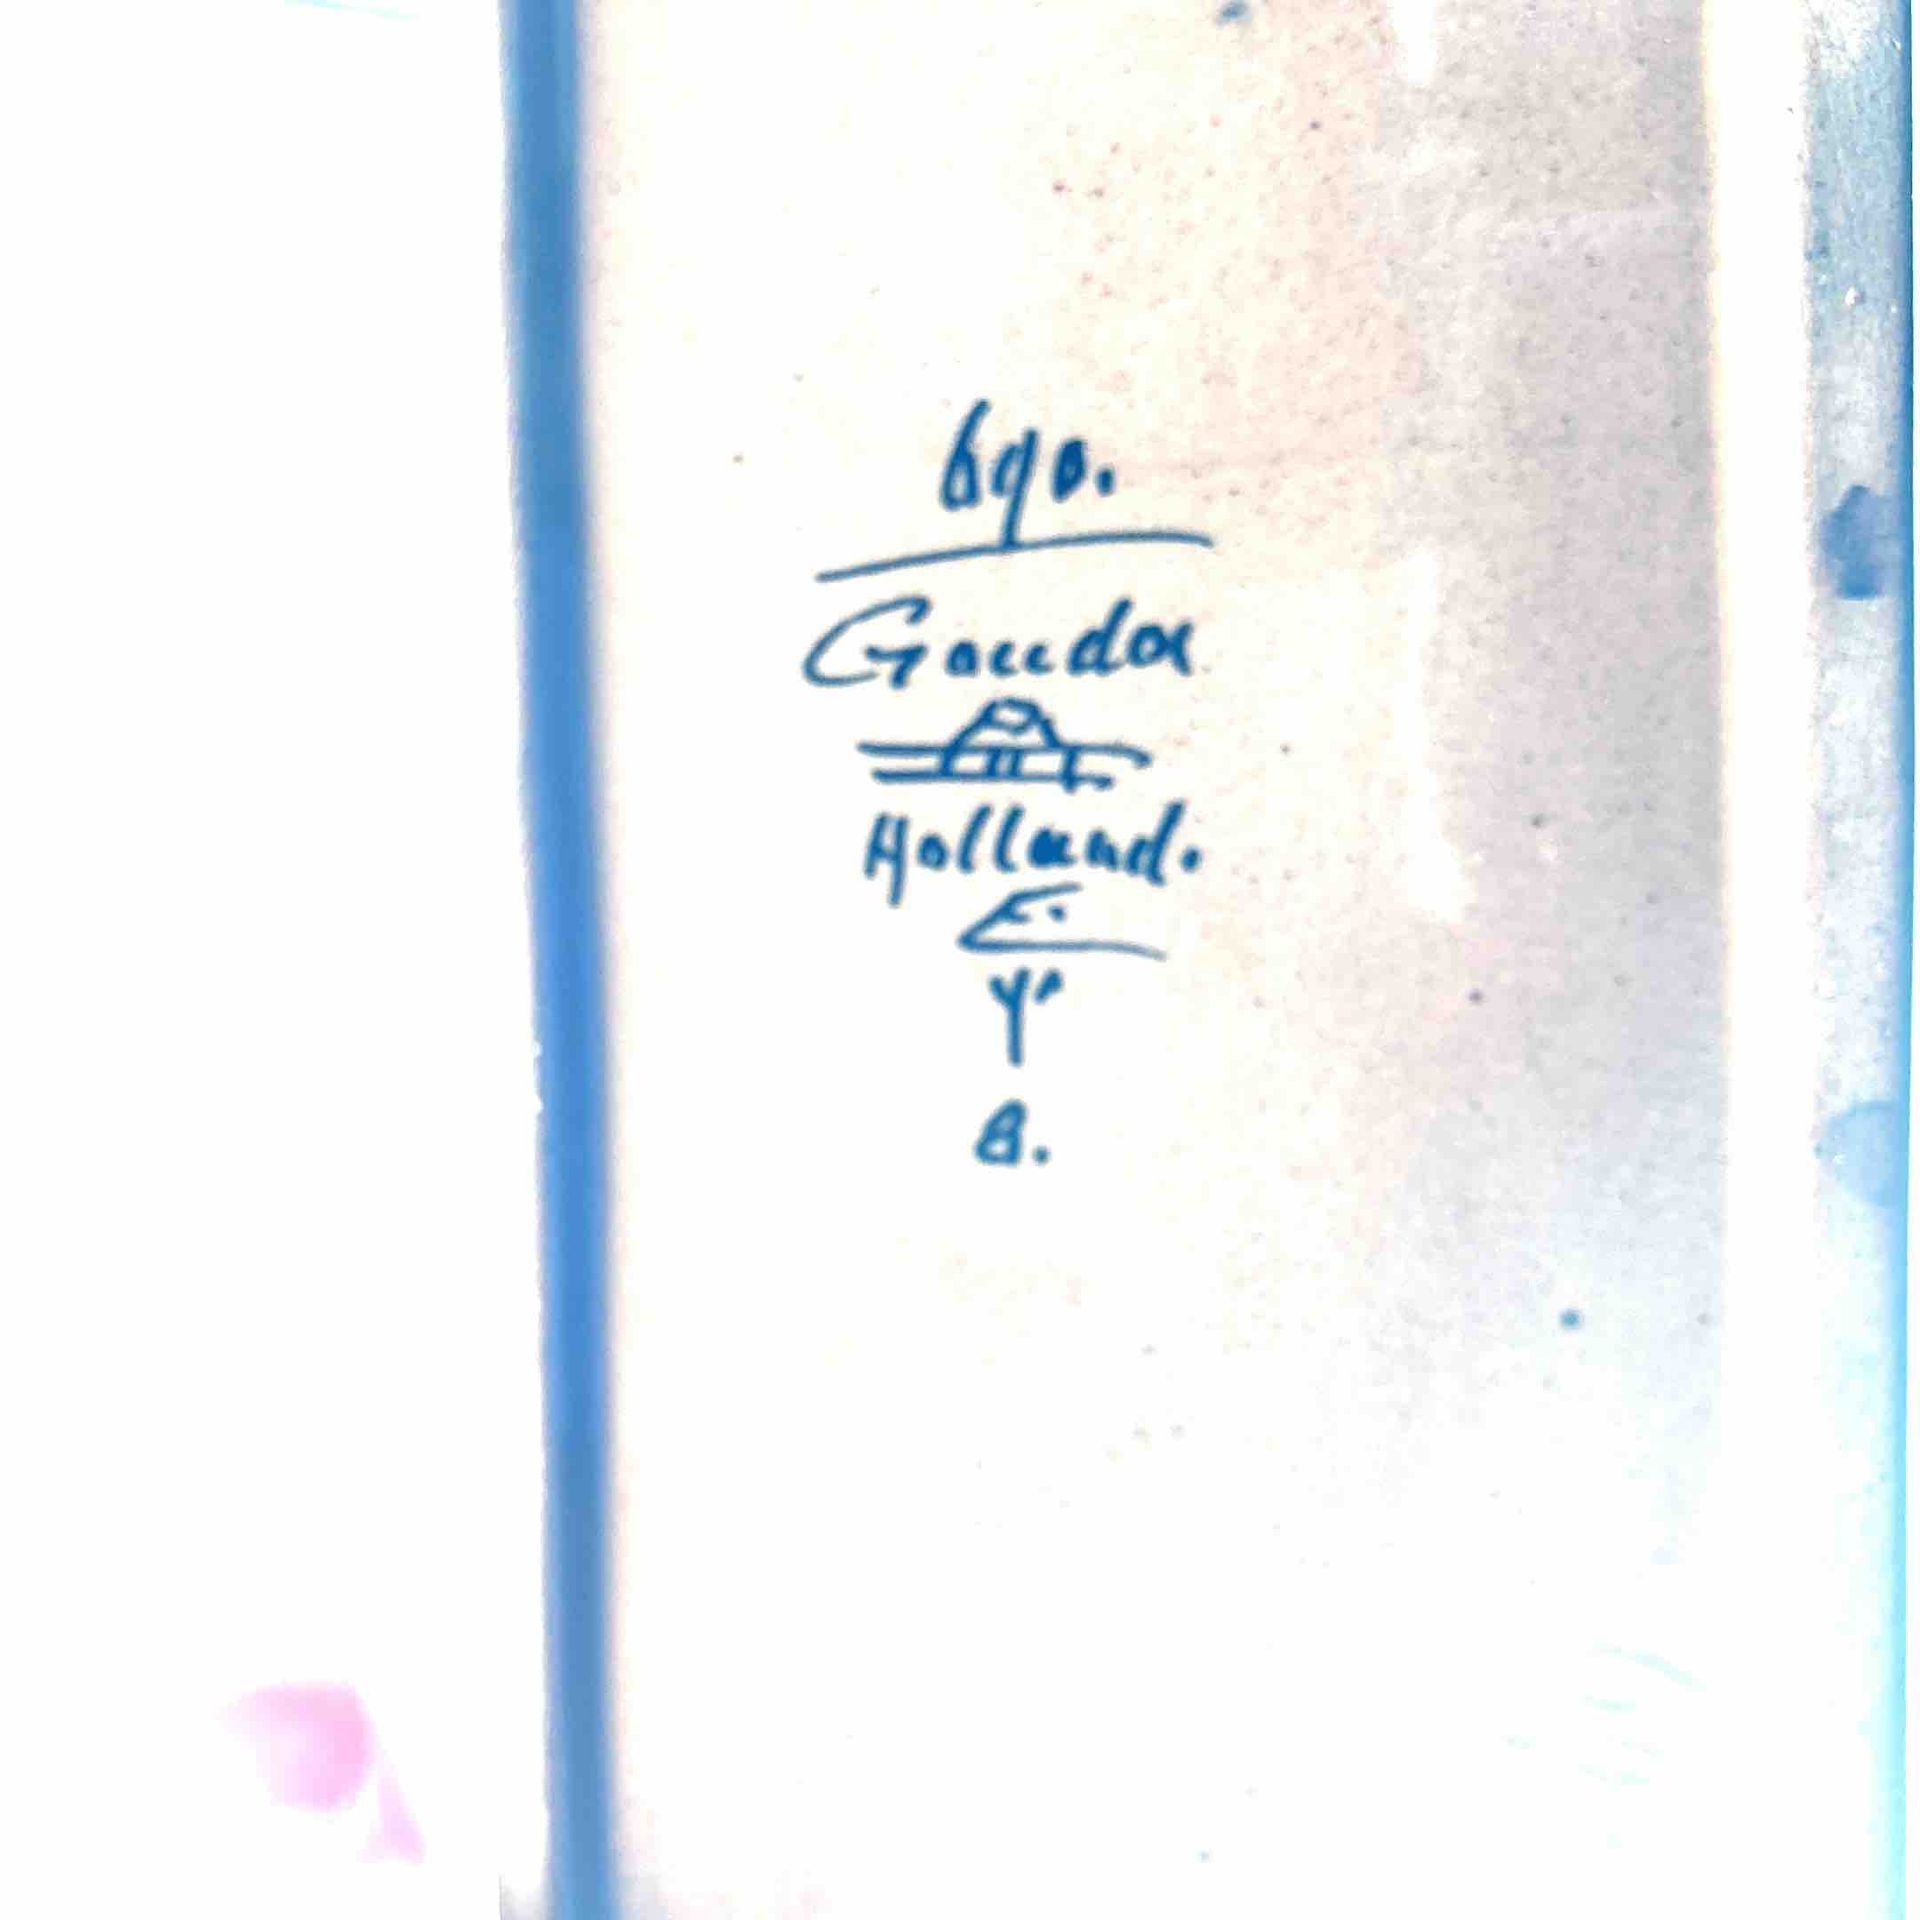 690.
Gouda
Holland.
E.
Y
B.